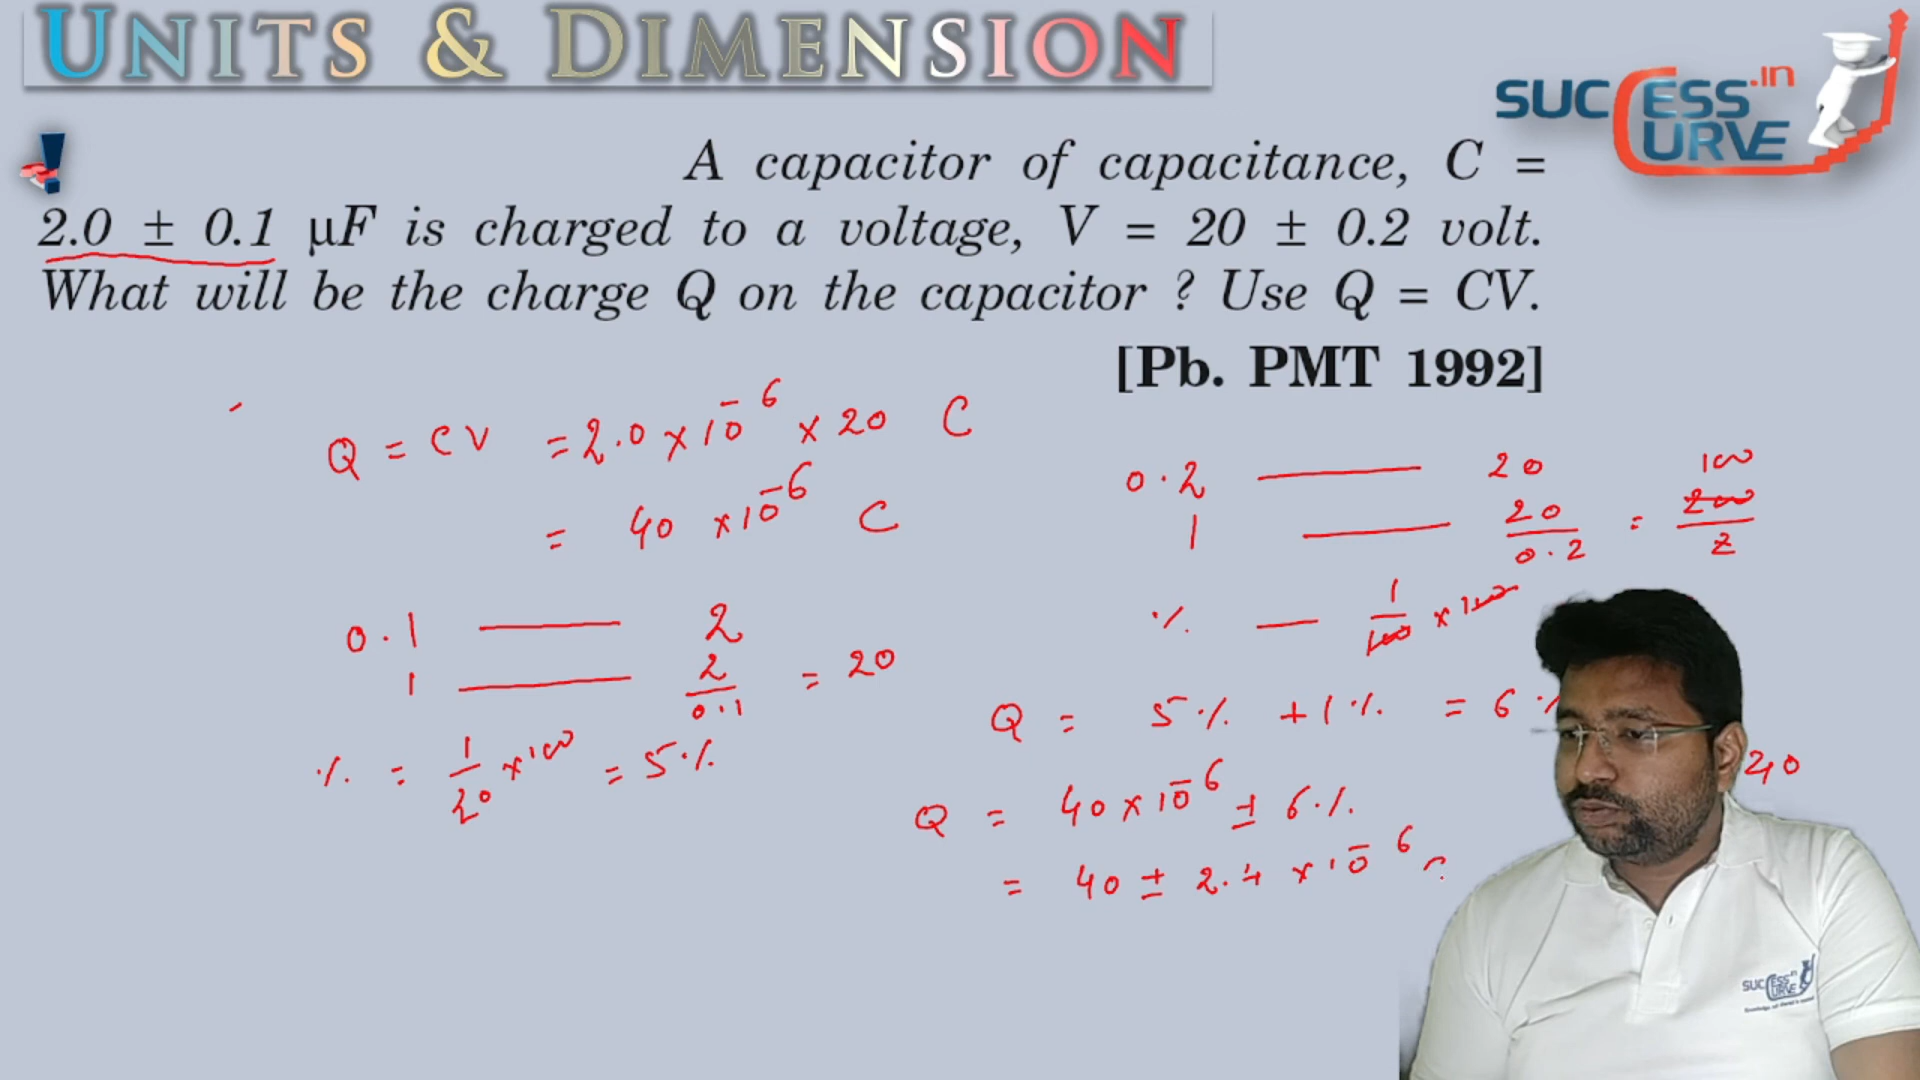 UNITS & DIMENSION
SUCCESS CURVE.in
A capacitor of capacitance, C =
2.0 ± 0.1 µF is charged to a voltage, V = 20 ± 0.2 volt.
What will be the charge Q on the capacitor ? Use Q = CV.
[Pb. PMT 1992]
Q = CV = 2.0 × 10⁻⁶ × 20 C
= 40 × 10⁻⁶ C
0.1 — 2
1 — 2/0.1 = 20
% = 1/20 × 100 = 5%
0.2 — 20
1 — 20/0.2 = 200/2 100
% — 1/100 × 100
Q = 5% + 1% = 6%
40
Q = 40 × 10⁻⁶ ± 6%
= 40 ± 2.4 × 10⁻⁶
SUCCESS CURVE.in